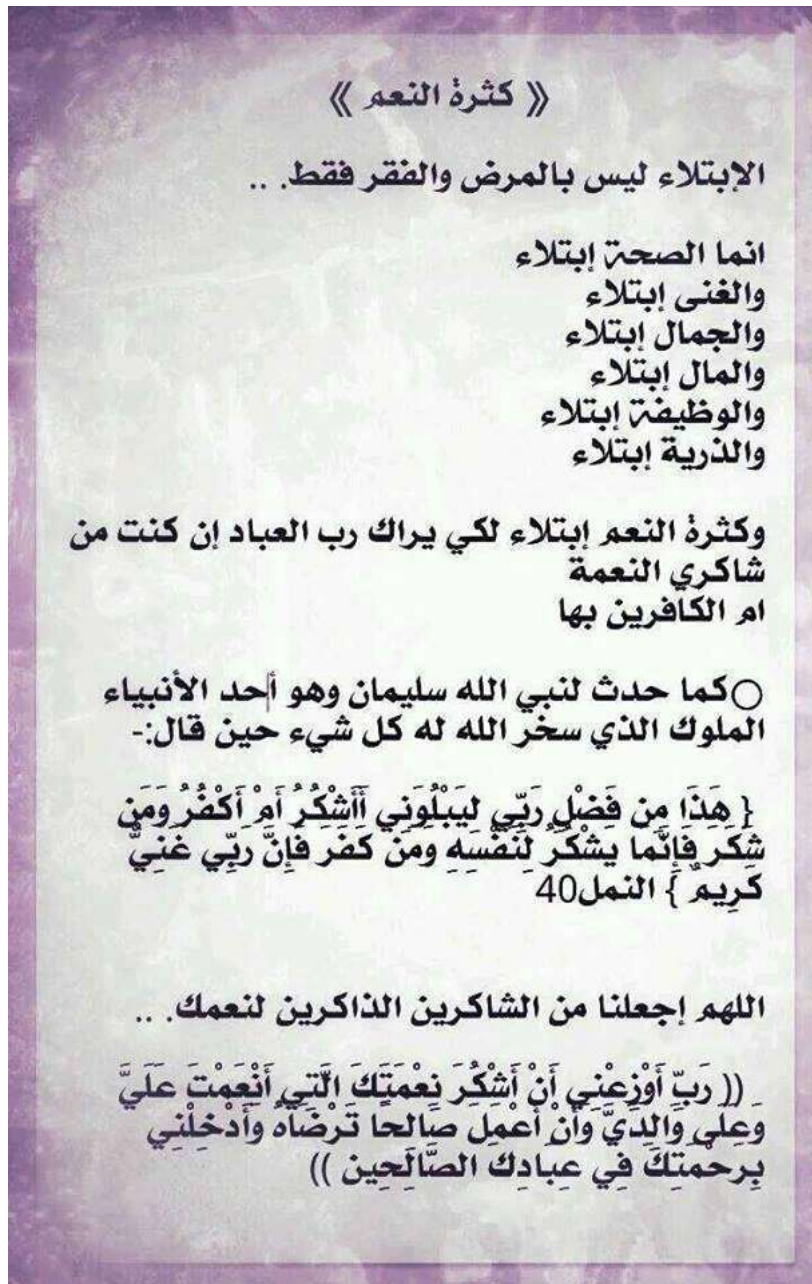 《 كثرة النعم 》
الإبتلاء ليس بالمرض والفقر فقط. ..
انما الصحة إبتلاء
والغنى إبتلاء
والجمال إبتلاء
والمال إبتلاء
والوظيفة إبتلاء
والذرية إبتلاء
وكثرة النعم إبتلاء لكي يراك رب العباد إن كنت من
شاكري النعمة
ام الكافرين بها
○كما حدث لنبي الله سليمان وهو أحد الأنبياء
الملوك الذي سخر الله له كل شيء حين قال:-
{ هَذَا مِن فَضْلِ رَبِّي لِيَبْلُوَنِي أَأَشْكُرُ أَمْ أَكْفُرُ وَمَن
شَكَرَ فَإِنَّمَا يَشْكُرُ لِنَفْسِهِ وَمَن كَفَرَ فَإِنَّ رَبِّي غَنِيٌّ
كَرِيمٌ } النمل40
اللهم إجعلنا من الشاكرين الذاكرين لنعمك. ..
(( رَبِّ أَوْزِعْنِي أَنْ أَشْكُرَ نِعْمَتَكَ الَّتِي أَنْعَمْتَ عَلَيَّ
وَعَلَى وَالِدَيَّ وَأَنْ أَعْمَلَ صَالِحًا تَرْضَاهُ وَأَدْخِلْنِي
بِرَحْمَتِكَ فِي عِبَادِكَ الصَّالِحِين ))